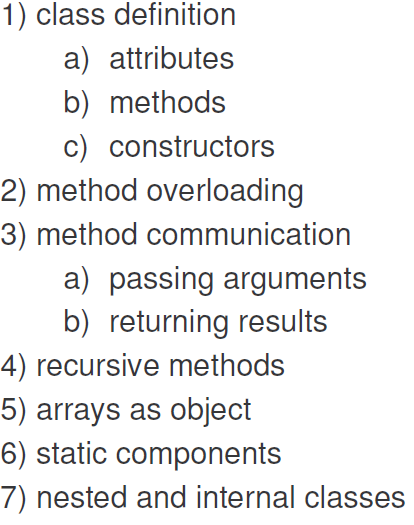 1) class definition
a) attributes
b) methods
c) constructors
2) method overloading
3) method communication
a) passing arguments
b) returning results
4) recursive methods
5) arrays as object
6) static components
7) nested and internal classes